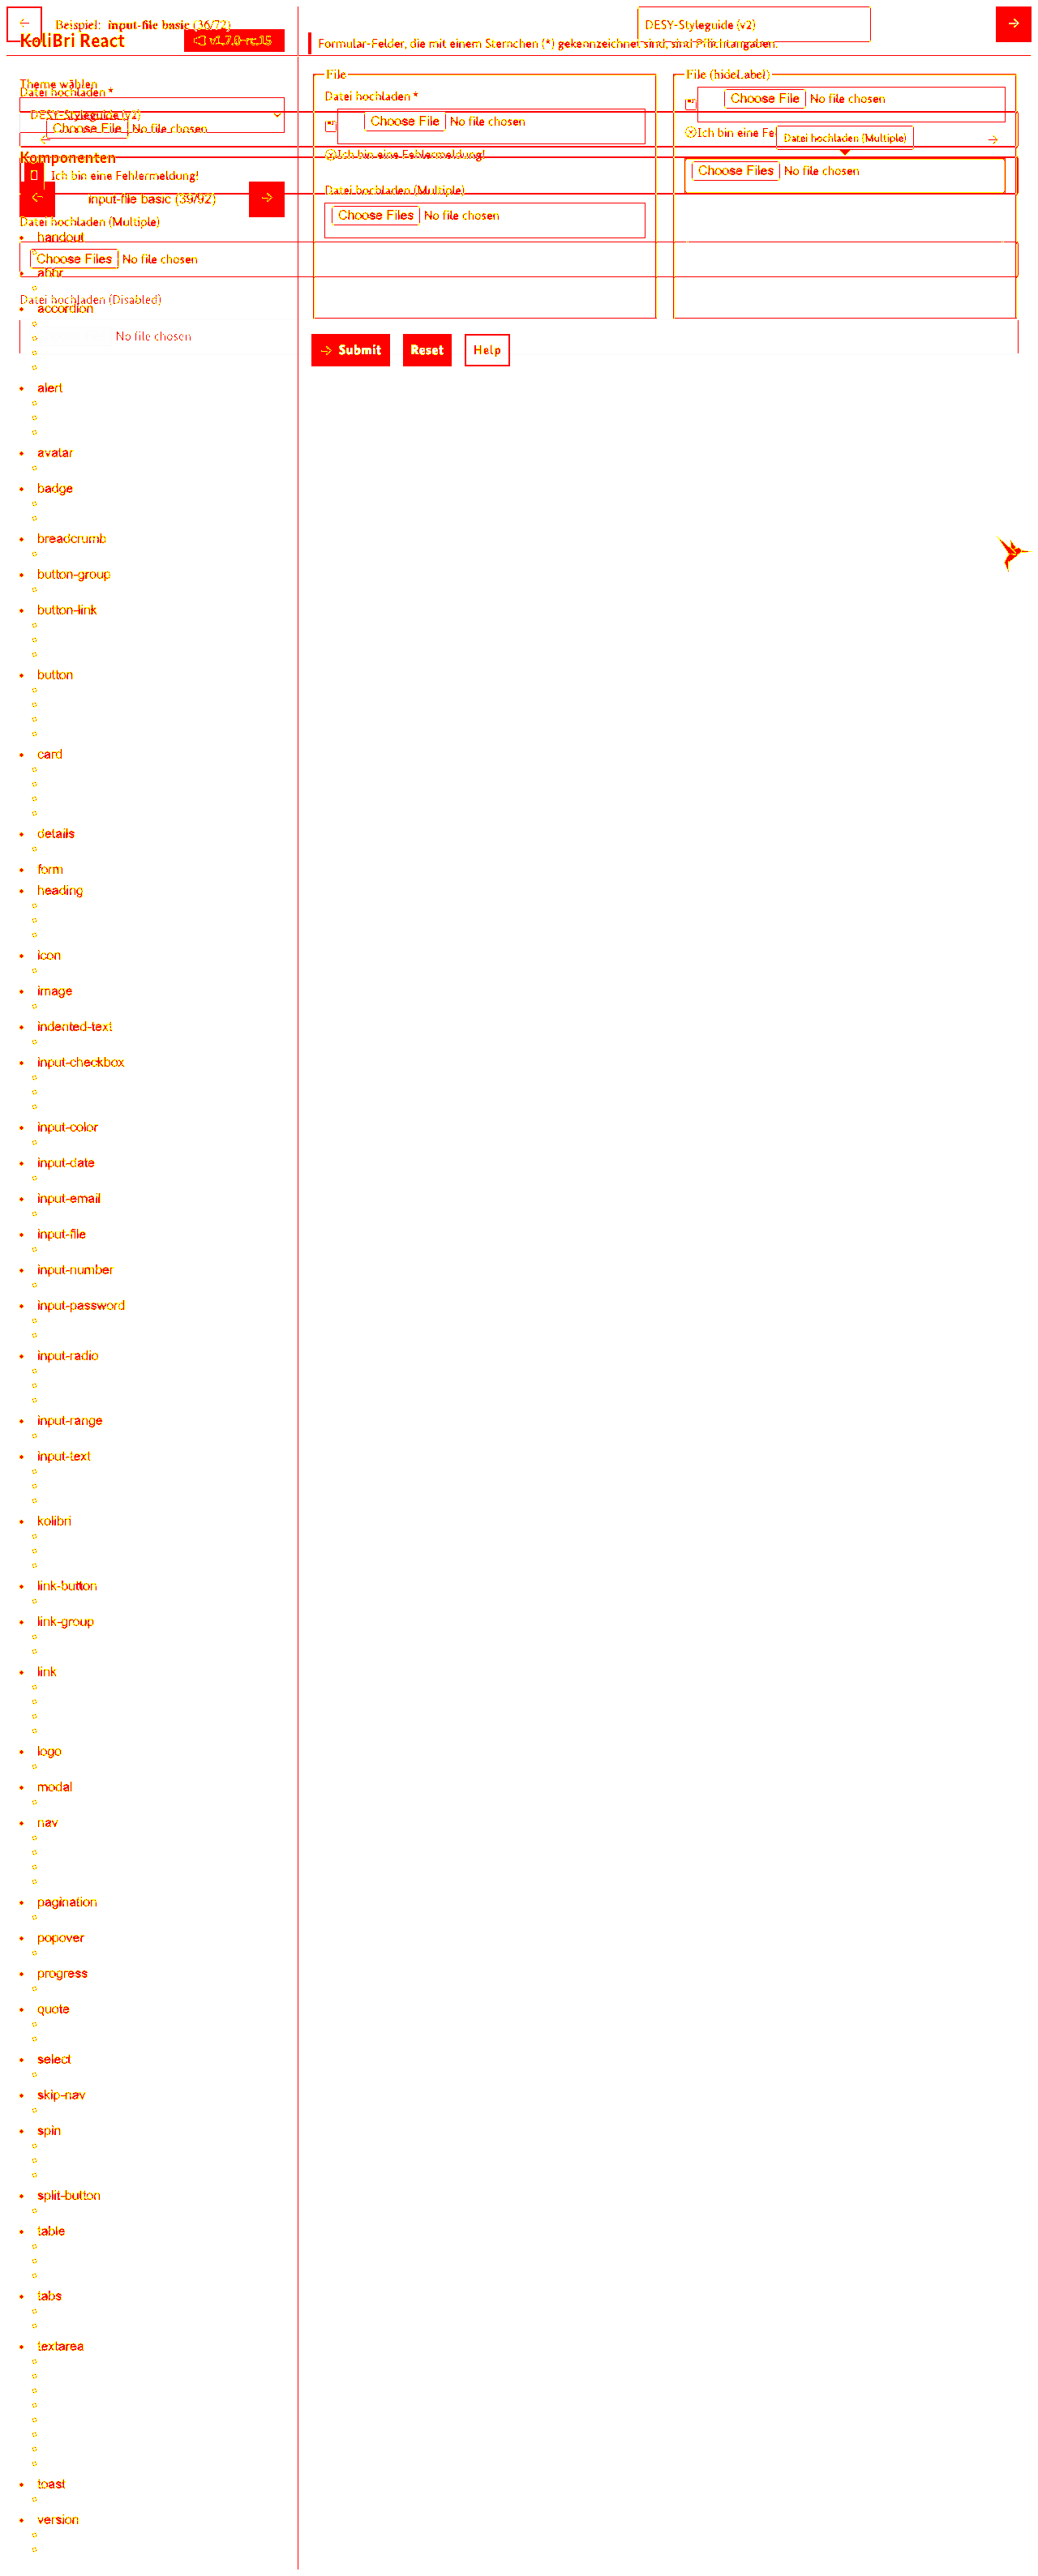 Beispiel: input-file basic (36/72)
DESY-Styleguide (v2)
KoliBri React
v1.7.0-rc.15
Formular-Felder, die mit einem Sternchen (*) gekennzeichnet sind, sind Pflichtangaben.
Theme wählen
Datei hochladen *
File
File (hideLabel)
Datei hochladen *
Choose File No file chosen
DESY-Styleguide (v2)
Choose File No file chosen
Choose File No file chosen
Ich bin eine Fe
Datei hochladen (Multiple)
Komponenten
Ich bin eine Fehlermeldung!
Ich bin eine Fehlermeldung!
Choose Files No file chosen
input-file basic (39/92)
Datei hochladen (Multiple)
Datei hochladen (Multiple)
Choose Files No file chosen
handout
Choose Files No file chosen
abbr
Datei hochladen (Disabled)
accordion
No file chosen
Submit
Reset
Help
alert
avatar
badge
breadcrumb
button-group
button-link
button
card
details
form
heading
icon
image
indented-text
input-checkbox
input-color
input-date
input-email
input-file
input-number
input-password
input-radio
input-range
input-text
kolibri
link-button
link-group
link
logo
modal
nav
pagination
popover
progress
quote
select
skip-nav
spin
split-button
table
tabs
textarea
toast
version